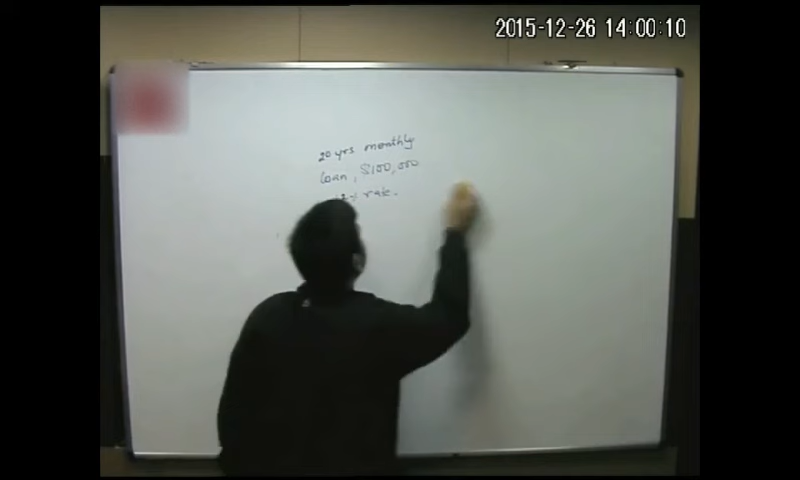 2015-12-26 14:00:10
20 yrs monthly
loan, $100,000
rate.